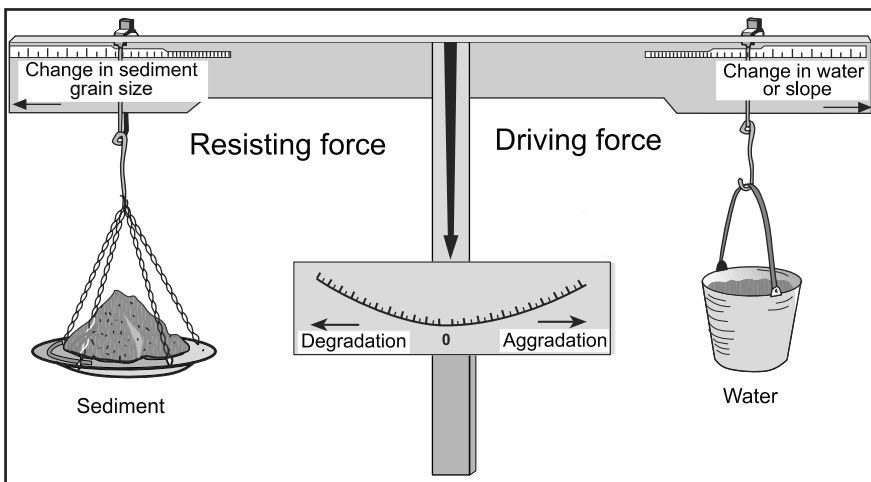 Change in sediment
grain size
Change in water
or slope
Resisting force
Driving force
Degradation
0
Aggradation
Sediment
Water